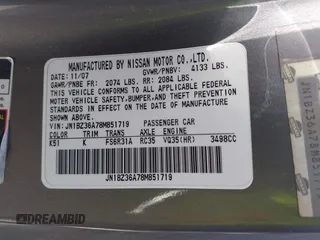 MANUFACTURED BY NISSAN MOTOR CO.,LTD.
DATE 11/07 GVWR/PNBV: 4133 LBS.
GAWR/PNBE FR: 2074 LBS. RR: 2084 LBS.
THIS VEHICLE CONFORMS TO ALL APPLICABLE FEDERAL
MOTOR VEHICLE SAFETY, BUMPER, AND THEFT PREVENTION
STANDARDS IN EFFECT ON THE DATE OF MANUFACTURE
SHOWN ABOVE.
VIN: JN1BZ36A78M851719 PASSENGER CAR
COLOR TRIM TRANS AXLE ENGINE
K51 K FS6R31A RC35 VQ35(HR) 3498CC
JN1BZ36A78M851719
JN1BZ36A78M851719
DREAMBID